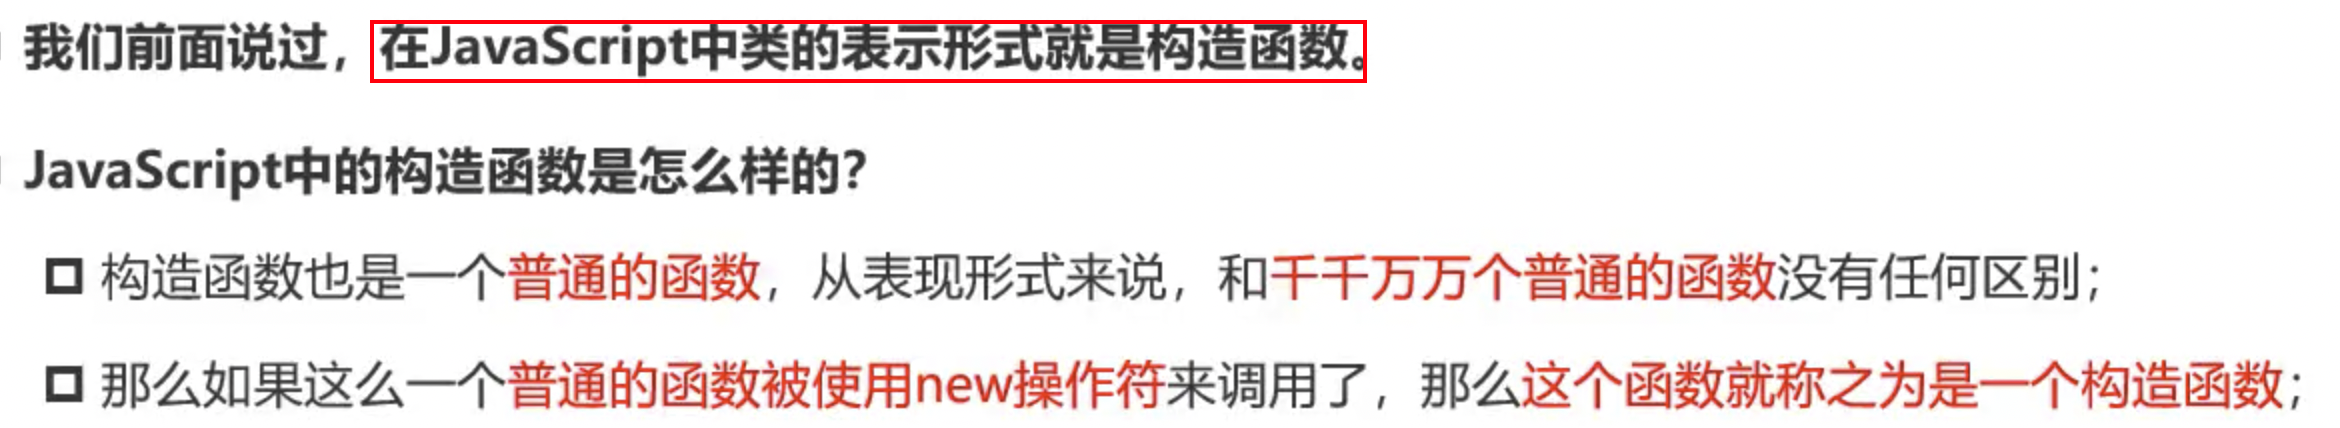 我们前面说过，在JavaScript中类的表示形式就是构造函数。
JavaScript中的构造函数是怎么样的？
构造函数也是一个普通的函数，从表现形式来说，和千千万万个普通的函数没有任何区别；
那么如果这么一个普通的函数被使用new操作符来调用了，那么这个函数就称之为是一个构造函数；